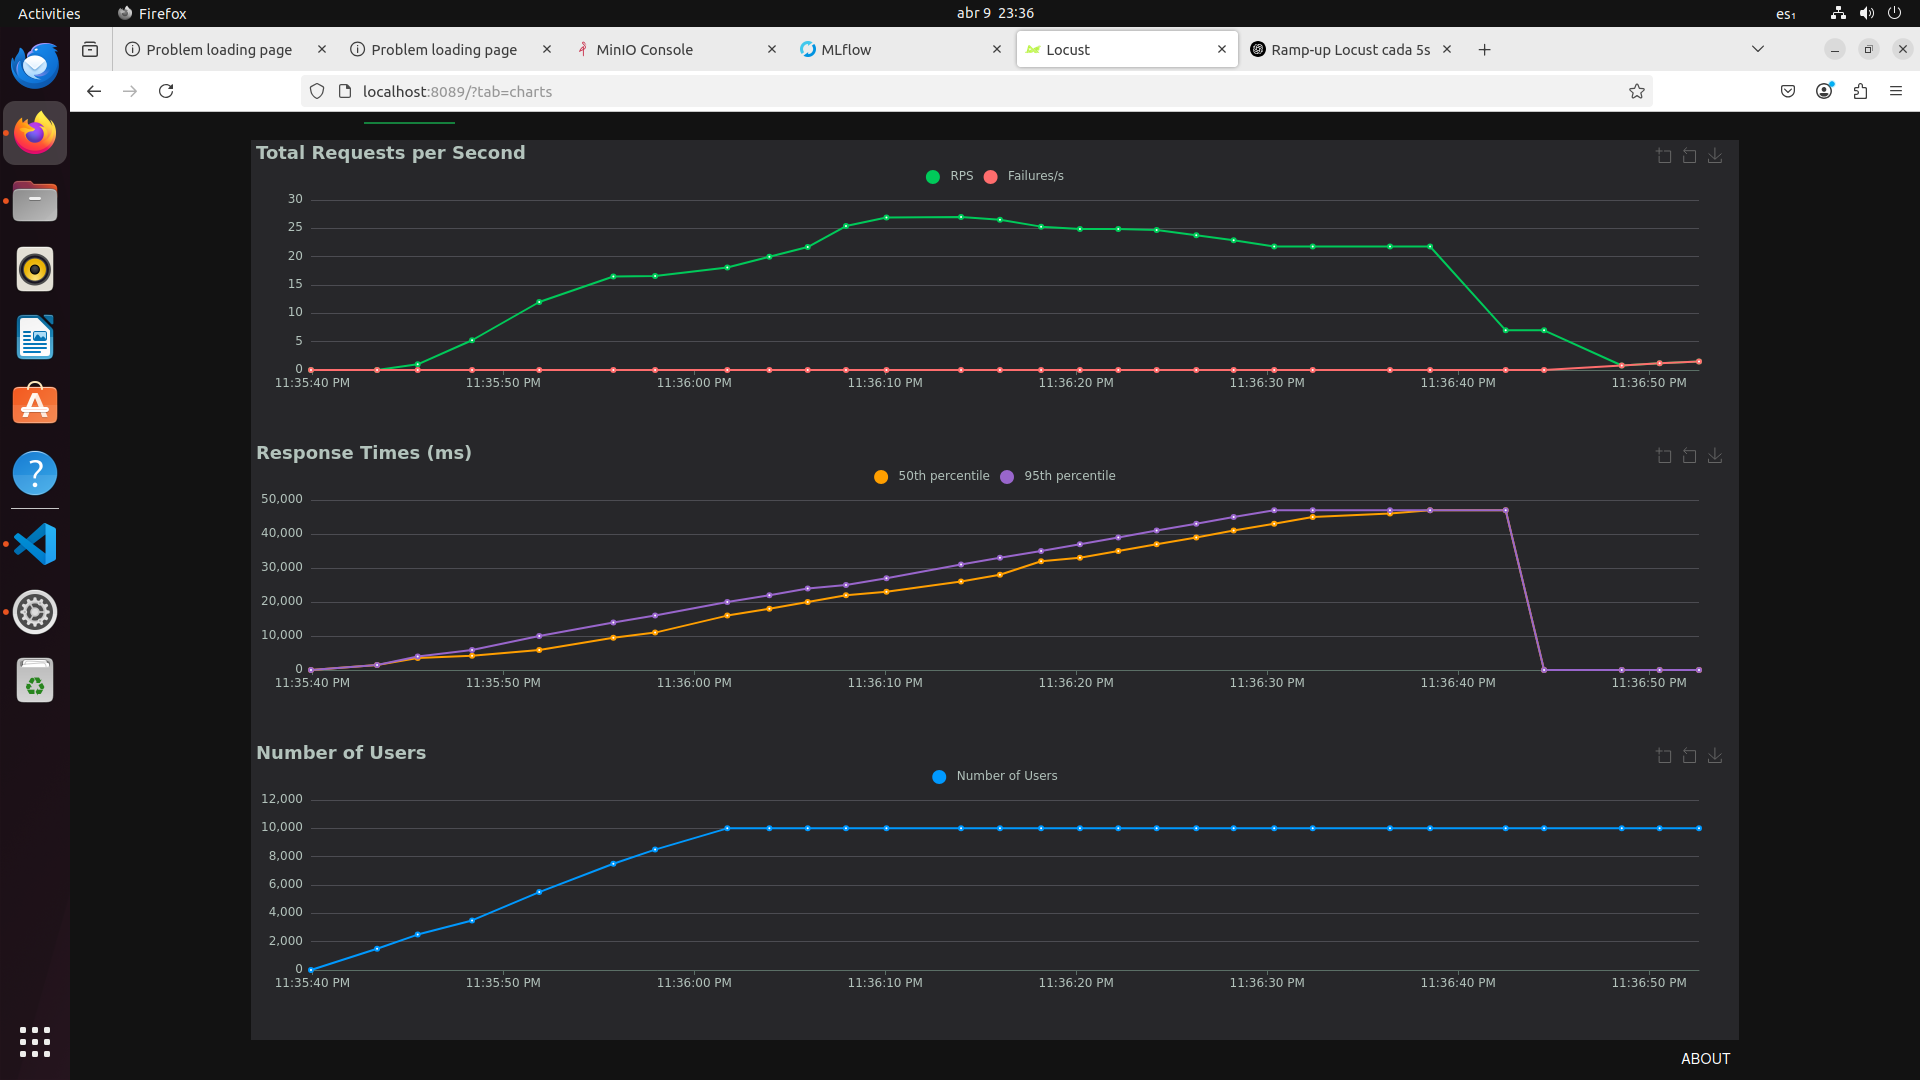 Activities
Firefox
abr 9 23:36
es₁
Problem loading page
Problem loading page
MinIO Console
MLflow
Locust
Ramp-up Locust cada 5s
localhost:8089/?tab=charts
Total Requests per Second
RPS Failures/s
30
25
20
15
10
5
0
11:35:40 PM 11:35:50 PM 11:36:00 PM 11:36:10 PM 11:36:20 PM 11:36:30 PM 11:36:40 PM 11:36:50 PM
Response Times (ms)
50th percentile 95th percentile
50,000
40,000
30,000
20,000
10,000
0
11:35:40 PM 11:35:50 PM 11:36:00 PM 11:36:10 PM 11:36:20 PM 11:36:30 PM 11:36:40 PM 11:36:50 PM
Number of Users
Number of Users
12,000
10,000
8,000
6,000
4,000
2,000
0
11:35:40 PM 11:35:50 PM 11:36:00 PM 11:36:10 PM 11:36:20 PM 11:36:30 PM 11:36:40 PM 11:36:50 PM
ABOUT